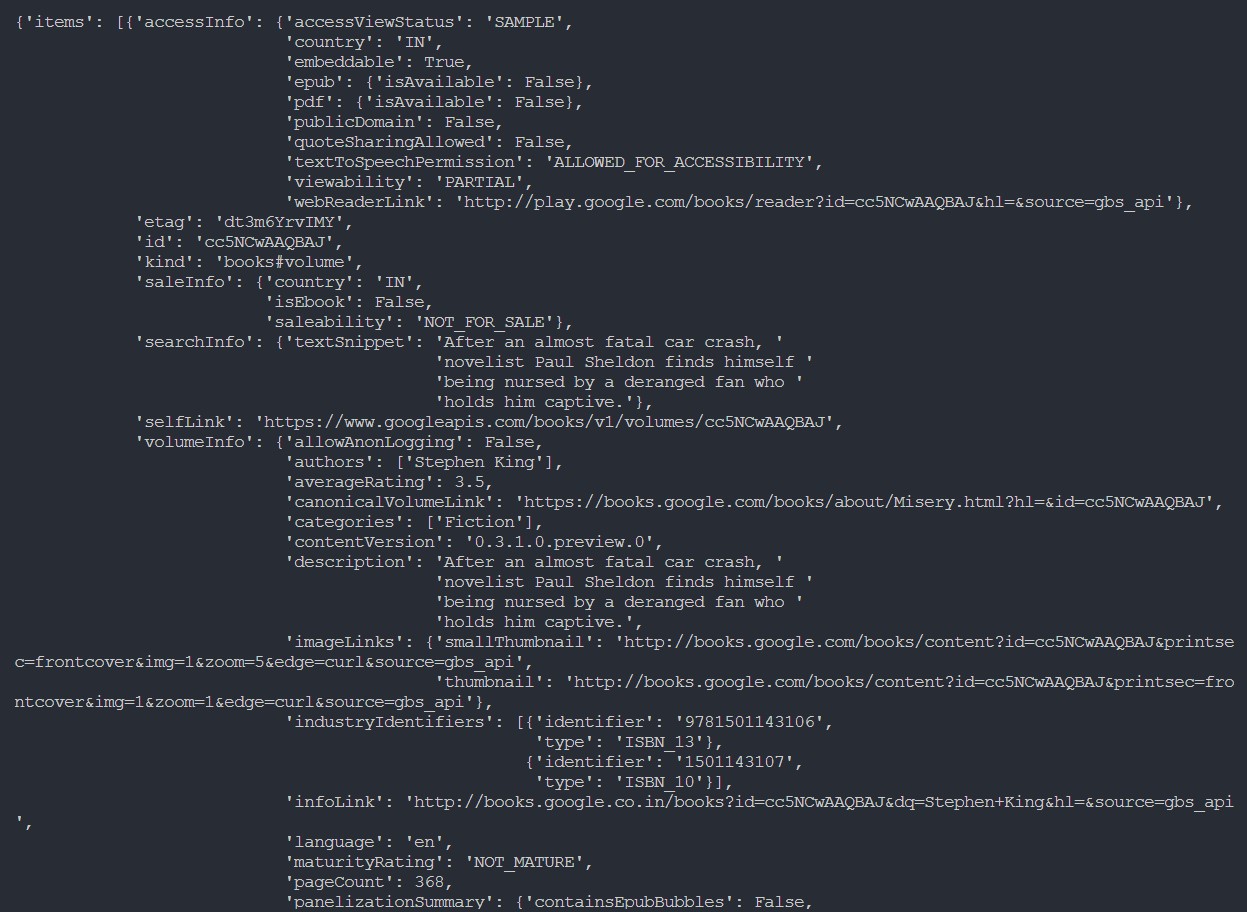 {'items': [{'accessInfo': {'accessViewStatus': 'SAMPLE',
'country': 'IN',
'embeddable': True,
'epub': {'isAvailable': False},
'pdf': {'isAvailable': False},
'publicDomain': False,
'quoteSharingAllowed': False,
'textToSpeechPermission': 'ALLOWED_FOR_ACCESSIBILITY',
'viewability': 'PARTIAL',
'webReaderLink': 'http://play.google.com/books/reader?id=cc5NCwAAQBAJ&hl=&source=gbs_api'},
'etag': 'dt3m6YrvIMY',
'id': 'cc5NCwAAQBAJ',
'kind': 'books#volume',
'saleInfo': {'country': 'IN',
'isEbook': False,
'saleability': 'NOT_FOR_SALE'},
'searchInfo': {'textSnippet': 'After an almost fatal car crash, '
'novelist Paul Sheldon finds himself '
'being nursed by a deranged fan who '
'holds him captive.'},
'selfLink': 'https://www.googleapis.com/books/v1/volumes/cc5NCwAAQBAJ',
'volumeInfo': {'allowAnonLogging': False,
'authors': ['Stephen King'],
'averageRating': 3.5,
'canonicalVolumeLink': 'https://books.google.com/books/about/Misery.html?hl=&id=cc5NCwAAQBAJ',
'categories': ['Fiction'],
'contentVersion': '0.3.1.0.preview.0',
'description': 'After an almost fatal car crash, '
'novelist Paul Sheldon finds himself '
'being nursed by a deranged fan who '
'holds him captive.',
'imageLinks': {'smallThumbnail': 'http://books.google.com/books/content?id=cc5NCwAAQBAJ&printse
c=frontcover&img=1&zoom=5&edge=curl&source=gbs_api',
'thumbnail': 'http://books.google.com/books/content?id=cc5NCwAAQBAJ&printsec=fro
ntcover&img=1&zoom=1&edge=curl&source=gbs_api'},
'industryIdentifiers': [{'identifier': '9781501143106',
'type': 'ISBN_13'},
{'identifier': '1501143107',
'type': 'ISBN_10'}],
'infoLink': 'http://books.google.co.in/books?id=cc5NCwAAQBAJ&dq=Stephen+King&hl=&source=gbs_api
',
'language': 'en',
'maturityRating': 'NOT_MATURE',
'pageCount': 368,
'panelizationSummary': {'containsEpubBubbles': False,